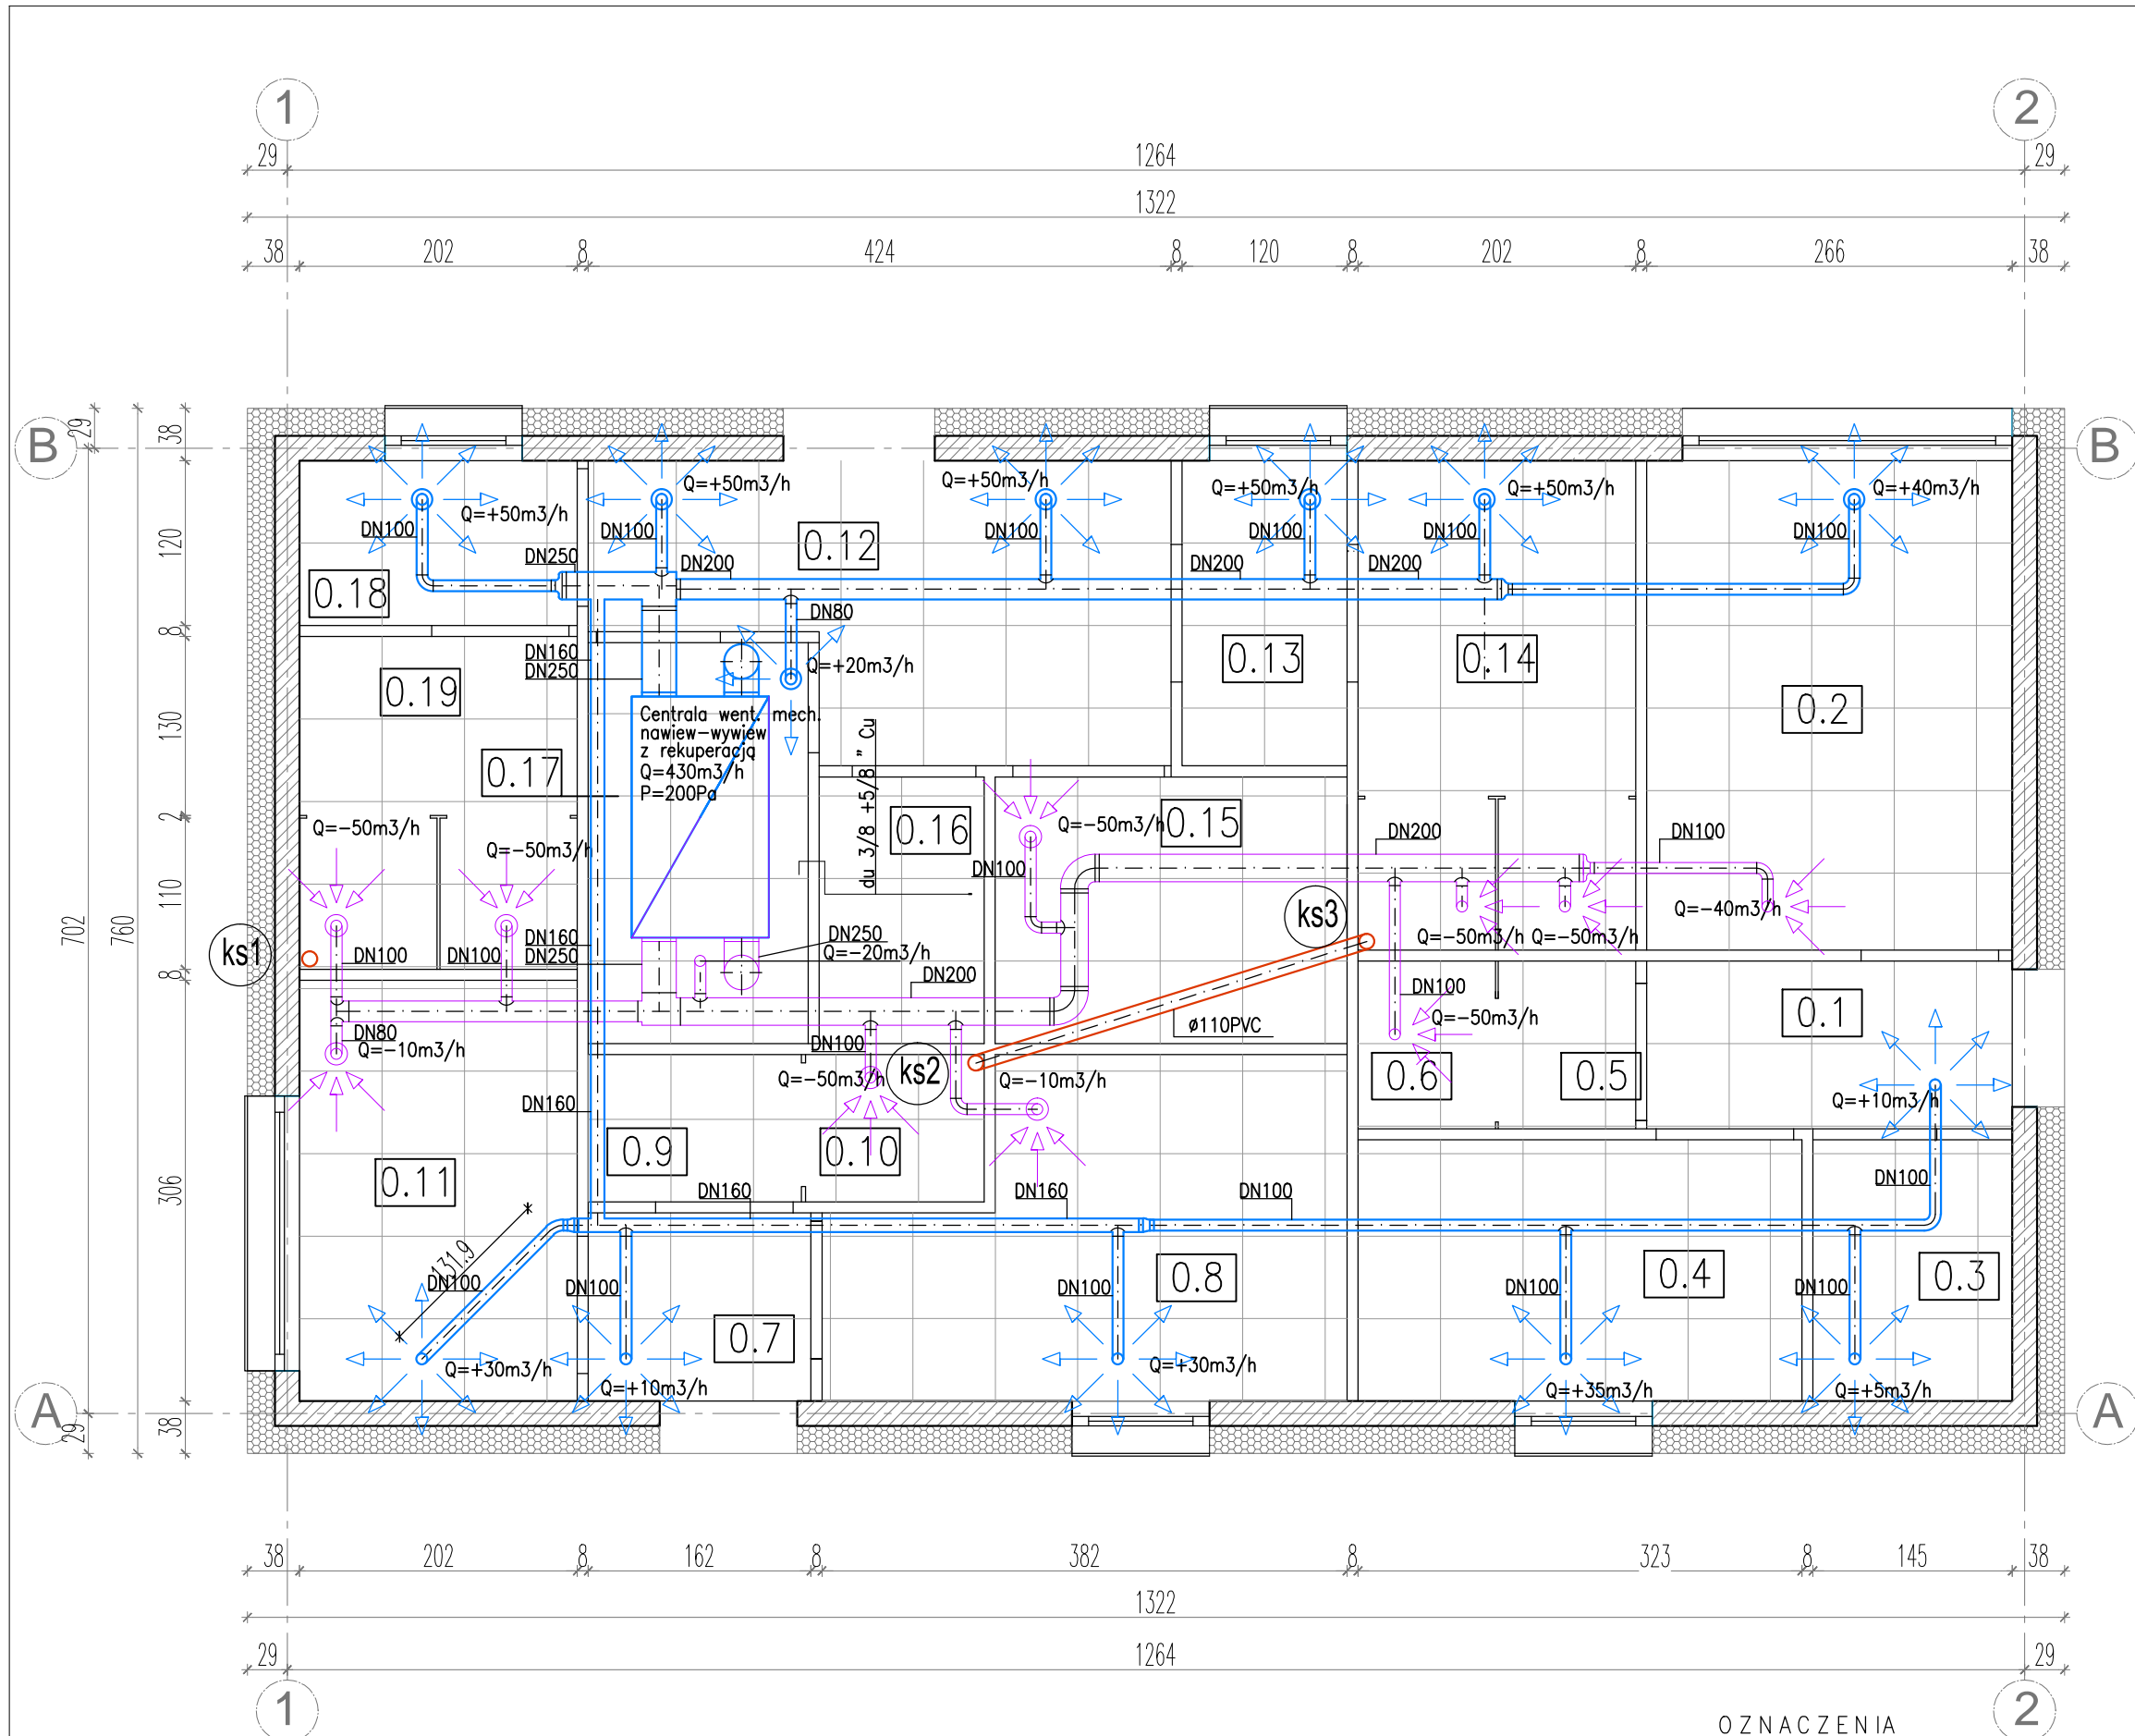 1
2
29
1264
29
1322
38
202
8
424
8
120
8
202
8
266
38
B
29
38
B
Q=+50m3/h
DN100
Q=+50m3/h
DN100
Q=+50m3/h
DN100
Q=+50m3/h
DN100
Q=+50m3/h
DN100
Q=+40m3/h
DN100
120
DN250
DN200
0.12
DN200
DN200
0.18
DN80
8
DN160
DN250
Q=+20m3/h
0.13
0.14
0.19
0.2
130
Centrala went. mech.
nawiew-wywiew
z rekuperacją
Q=430m3/h
P=200Pa
0.17
du 3/8 +5/8" Cu
2
Q=-50m3/h
Q=-50m3/h
0.16
Q=-50m3/h
0.15
DN200
DN100
DN100
110
702
760
ks1
ks3
Q=-40m3/h
DN100
DN100
DN160
DN250
DN250
Q=-20m3/h
Q=-50m3/h
Q=-50m3/h
8
DN200
DN100
0.1
DN80
Q=-10m3/h
DN100
Q=-50m3/h
ks2
ø110PVC
Q=-10m3/h
Q=-50m3/h
0.6
0.5
Q=+10m3/h
DN160
306
0.11
0.9
0.10
DN160
DN160
DN100
DN100
131.9
DN100
DN100
DN100
0.8
DN100
0.4
DN100
0.3
0.7
Q=+30m3/h
Q=+10m3/h
Q=+30m3/h
Q=+35m3/h
Q=+5m3/h
A
29
38
A
38
202
8
162
8
382
8
323
8
145
38
1322
29
1264
29
1
2
OZNACZENIA